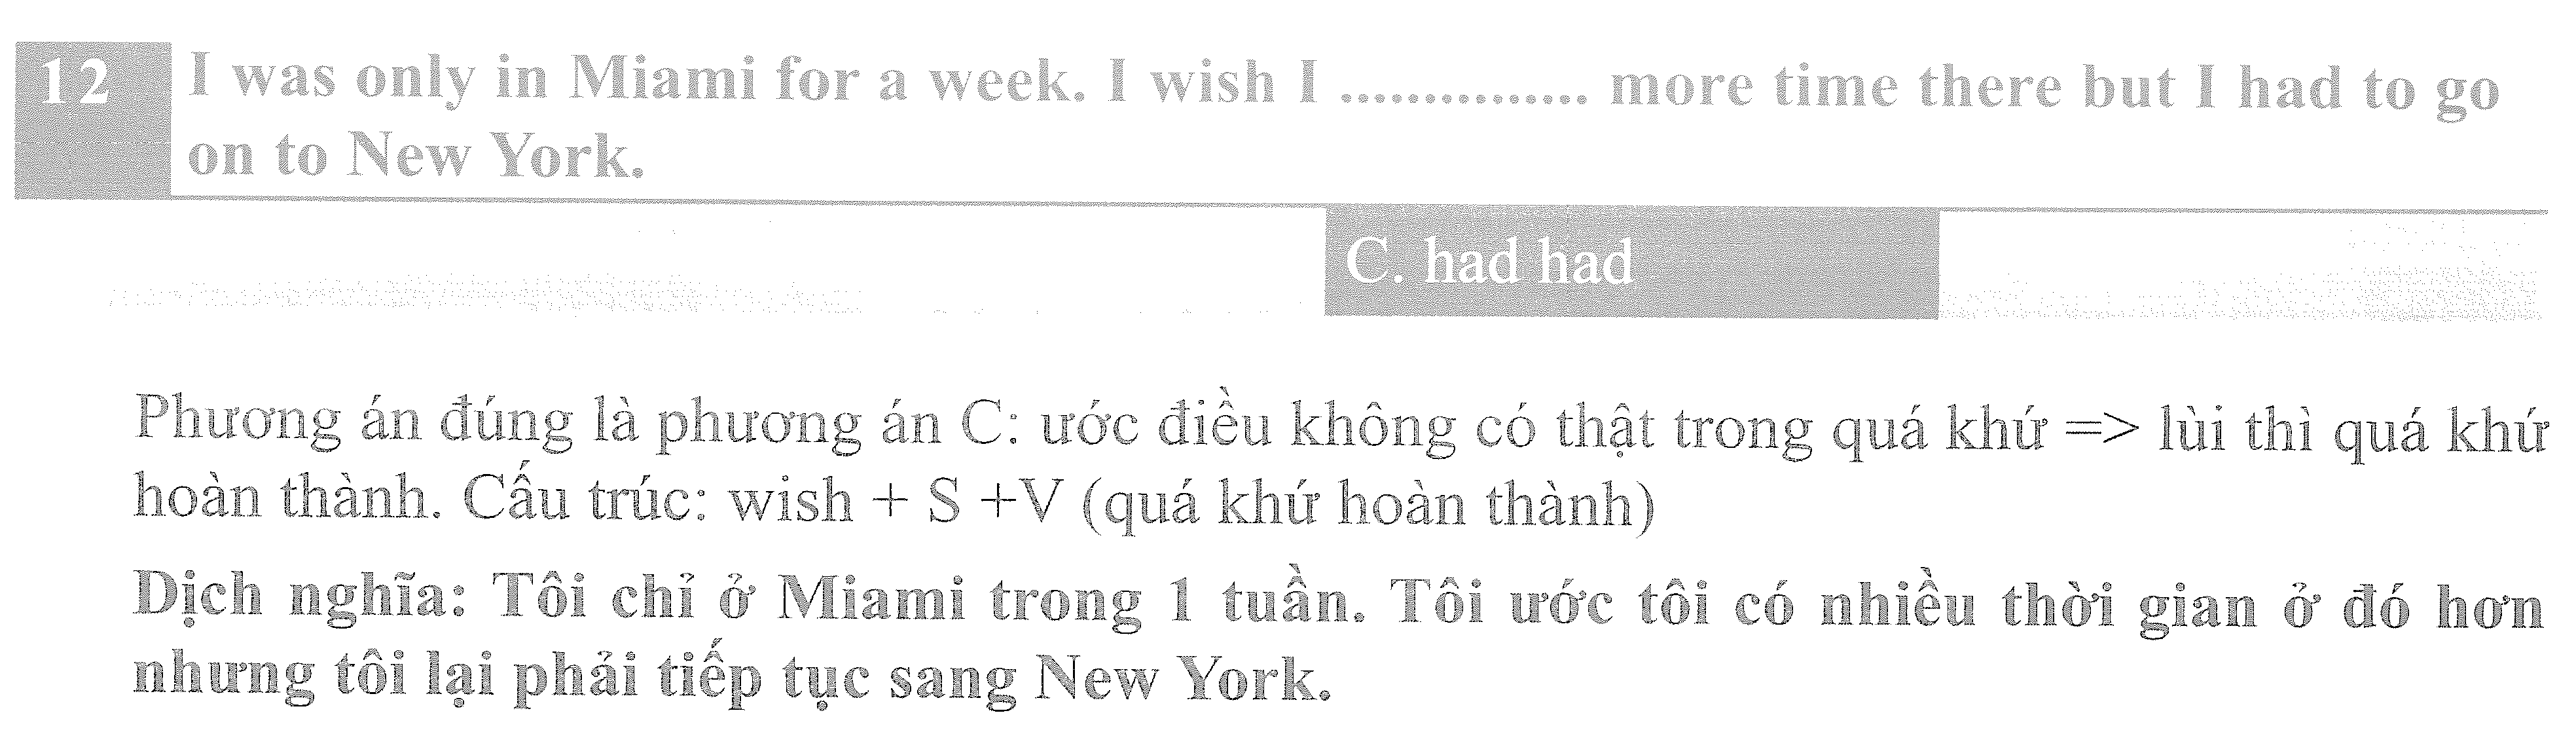 12 I was only in Miami for a week. I wish I ............... more time there but I had to go
on to New York.
C. had had
Phương án đúng là phương án C: ước điều không có thật trong quá khứ => lùi thì quá khứ
hoàn thành. Cấu trúc: wish + S +V (quá khứ hoàn thành)
Dịch nghĩa: Tôi chỉ ở Miami trong 1 tuần. Tôi ước tôi có nhiều thời gian ở đó hơn
nhưng tôi lại phải tiếp tục sang New York.